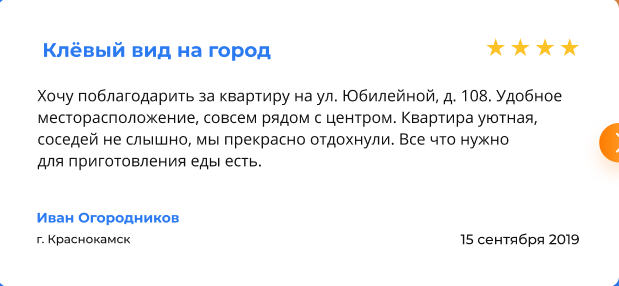 Клёвый вид на город
Хочу поблагодарить за квартиру на ул. Юбилейной, д. 108. Удобное
месторасположение, совсем рядом с центром. Квартира уютная,
соседей не слышно, мы прекрасно отдохнули. Все что нужно
для приготовления еды есть.
Иван Огородников
г. Краснокамск
15 сентября 2019